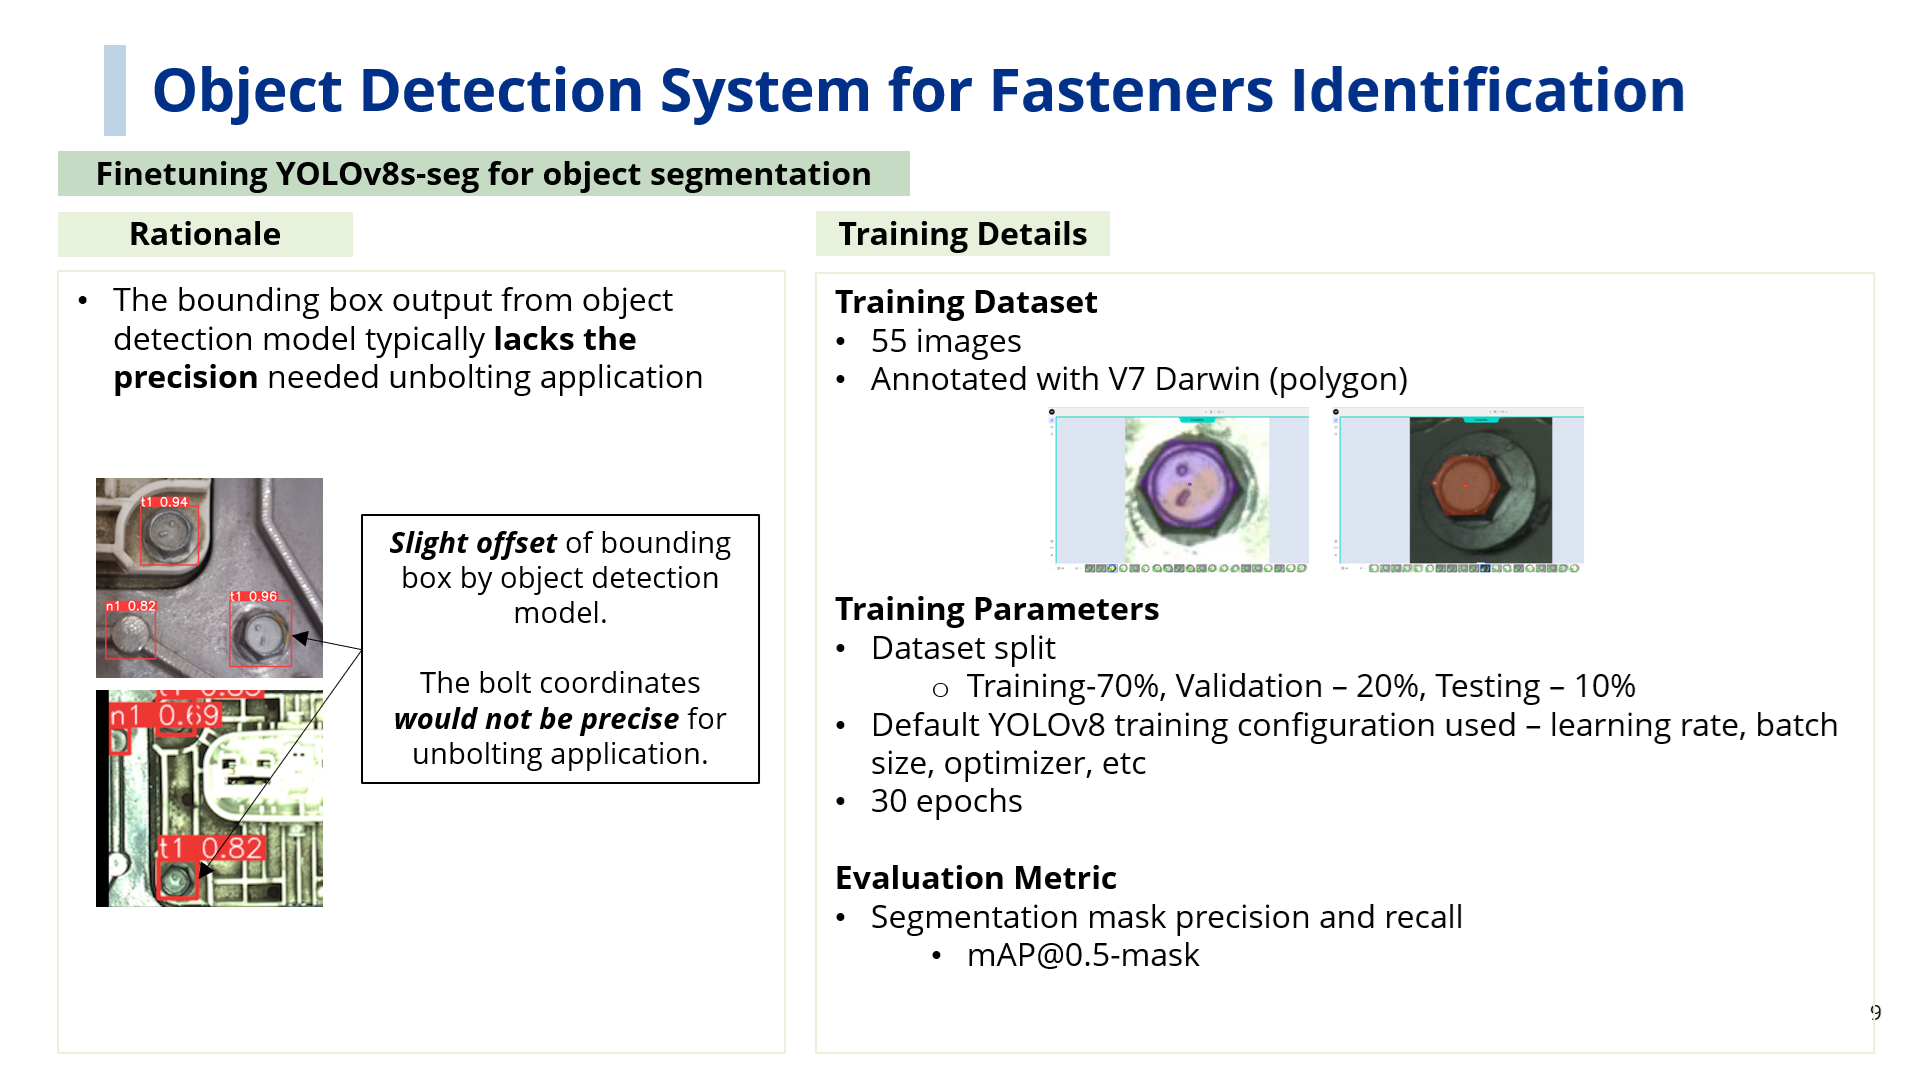 Object Detection System for Fasteners Identification
Finetuning YOLOv8s-seg for object segmentation
Rationale
• The bounding box output from object
detection model typically lacks the
precision needed unbolting application
t1 0.94
n1 0.82
t1 0.96
n1 0.69
t1 0.82
Slight offset of bounding
box by object detection
model.
The bolt coordinates
would not be precise for
unbolting application.
Training Details
Training Dataset
• 55 images
• Annotated with V7 Darwin (polygon)
Training Parameters
• Dataset split
o Training-70%, Validation – 20%, Testing – 10%
• Default YOLOv8 training configuration used – learning rate, batch
size, optimizer, etc
• 30 epochs
Evaluation Metric
• Segmentation mask precision and recall
• mAP@0.5-mask
9